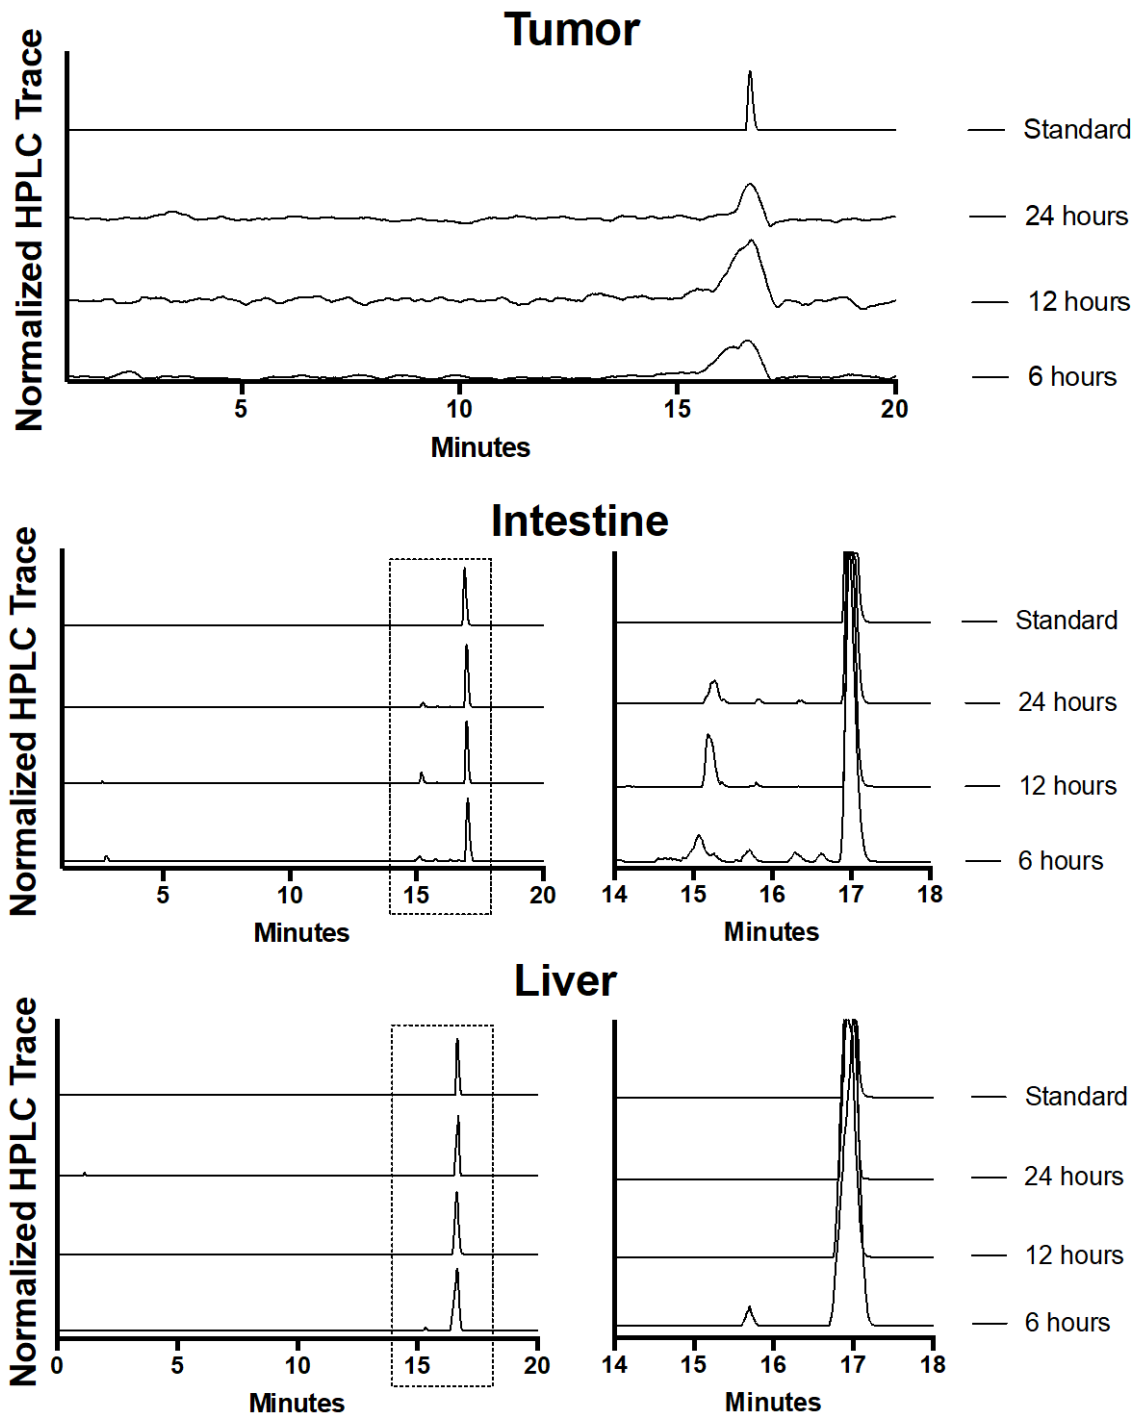 Tumor
Normalized HPLC Trace
Standard
24 hours
12 hours
6 hours
5 10 15 20
Minutes
Intestine
Normalized HPLC Trace
Standard
24 hours
12 hours
6 hours
5 10 15 20
Minutes
14 15 16 17 18
Minutes
Liver
Normalized HPLC Trace
Standard
24 hours
12 hours
6 hours
0 5 10 15 20
Minutes
14 15 16 17 18
Minutes